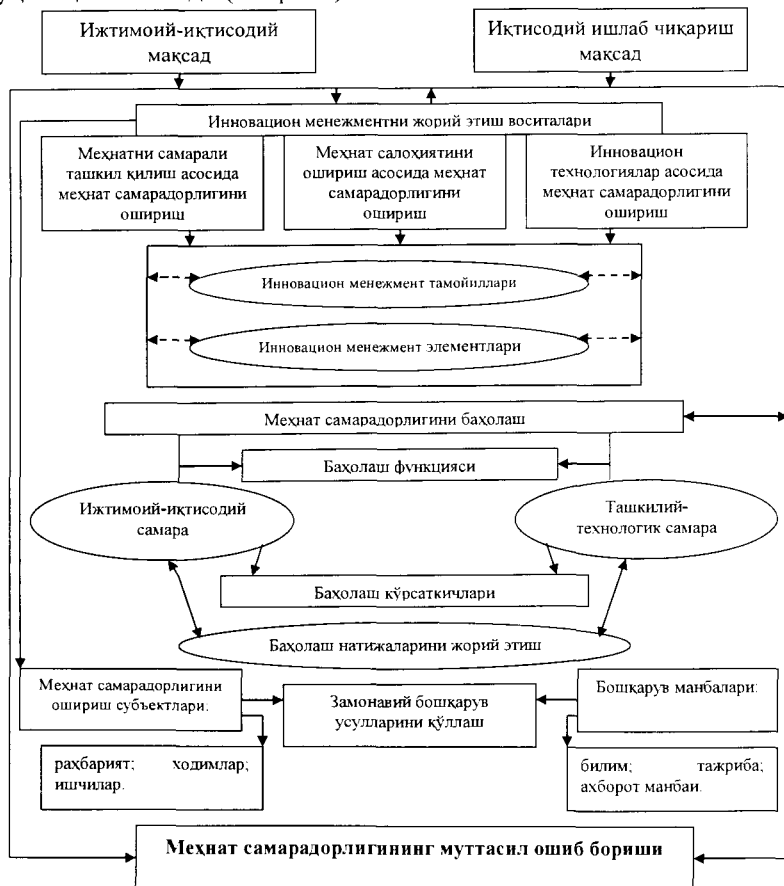 Ижтимоий-иқтисодий
мақсад
Иқтисодий ишлаб чиқариш
мақсад
Инновацион менежментни жорий этиш воситалари
Меҳнатни самарали
ташкил қилиш асосида
меҳнат самарадорлигини
ошириш
Меҳнат салоҳиятини
ошириш асосида меҳнат
самарадорлигини
ошириш
Инновацион
технологиялар асосида
меҳнат самарадорлигини
ошириш
Инновацион менежмент тамойиллари
Инновацион менежмент элементлари
Меҳнат самарадорлигини баҳолаш
Баҳолаш функцияси
Ижтимоий-иқтисодий
самара
Ташкилий-
технологик самара
Баҳолаш кўрсаткичлари
Баҳолаш натижаларини жорий этиш
Меҳнат самарадорлигини
ошириш субъектлари:
Замонавий бошқарув
усулларини қўллаш
Бошқарув манбалари:
раҳбарият; ходимлар;
ишчилар.
билим; тажриба;
ахборот манбаи.
Меҳнат самарадорлигининг муттасил ошиб бориши